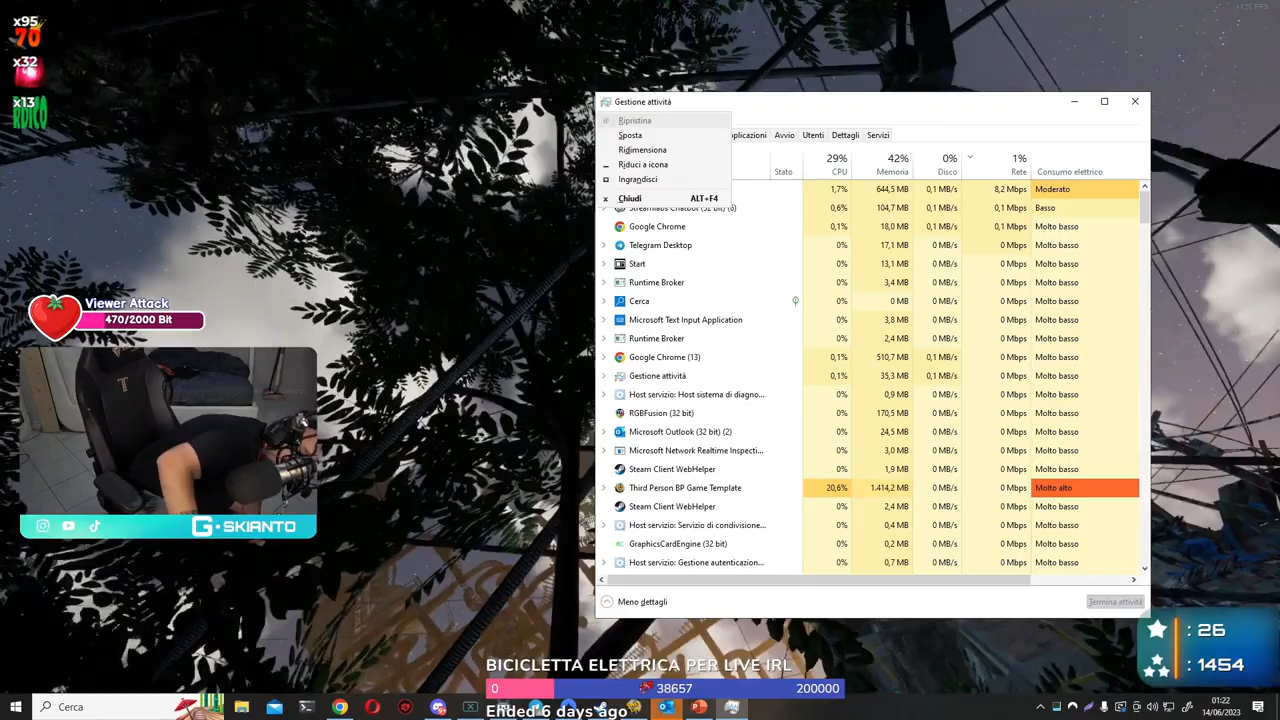 x95
70
x32
x13
RDICO
+120 FPS
Viewer Attack
470/2000 Bit
G-SKIANTO
Gestione attività
Ripristina
Sposta
Ridimensiona
Riduci a icona
Ingrandisci
Chiudi ALT+F4
Avvio Utenti Dettagli Servizi
29% 42% 0% 1%
Stato CPU Memoria Disco Rete Consumo elettrico
1,7% 644,5 MB 0,1 MB/s 8,2 Mbps Moderato
Streamlabs Chatbot (32 bit) (6) 0,6% 104,7 MB 0,1 MB/s 0,1 Mbps Basso
Google Chrome 0,1% 18,0 MB 0,1 MB/s 0,1 Mbps Molto basso
Telegram Desktop 0% 17,1 MB 0 MB/s 0 Mbps Molto basso
Start 0% 13,1 MB 0 MB/s 0 Mbps Molto basso
Runtime Broker 0% 3,4 MB 0 MB/s 0 Mbps Molto basso
Cerca 0% 0 MB 0 MB/s 0 Mbps Molto basso
Microsoft Text Input Application 0% 3,8 MB 0 MB/s 0 Mbps Molto basso
Runtime Broker 0% 2,4 MB 0 MB/s 0 Mbps Molto basso
Google Chrome (13) 0,1% 510,7 MB 0,1 MB/s 0 Mbps Molto basso
Gestione attività 0,1% 35,3 MB 0,1 MB/s 0 Mbps Molto basso
Host servizio: Host sistema di diagno... 0% 0,9 MB 0 MB/s 0 Mbps Molto basso
RGBFusion (32 bit) 0% 170,5 MB 0 MB/s 0 Mbps Molto basso
Microsoft Outlook (32 bit) (2) 0% 24,5 MB 0 MB/s 0 Mbps Molto basso
Microsoft Network Realtime Inspecti... 0% 3,0 MB 0 MB/s 0 Mbps Molto basso
Steam Client WebHelper 0% 1,9 MB 0 MB/s 0 Mbps Molto basso
Third Person BP Game Template 20,6% 1.414,2 MB 0 MB/s 0 Mbps Molto alto
Steam Client WebHelper 0% 2,4 MB 0 MB/s 0 Mbps Molto basso
Host servizio: Servizio di condivisione... 0% 0,4 MB 0 MB/s 0 Mbps Molto basso
GraphicsCardEngine (32 bit) 0% 0,2 MB 0 MB/s 0 Mbps Molto basso
Host servizio: Gestione autenticazion... 0% 0,7 MB 0 MB/s 0 Mbps Molto basso
Meno dettagli Termina attività
: 26
: 1454
BICICLETTA ELETTRICA PER LIVE IRL
0 38657 200000
Ended 6 days ago
Cerca
01:22
14/06/2023